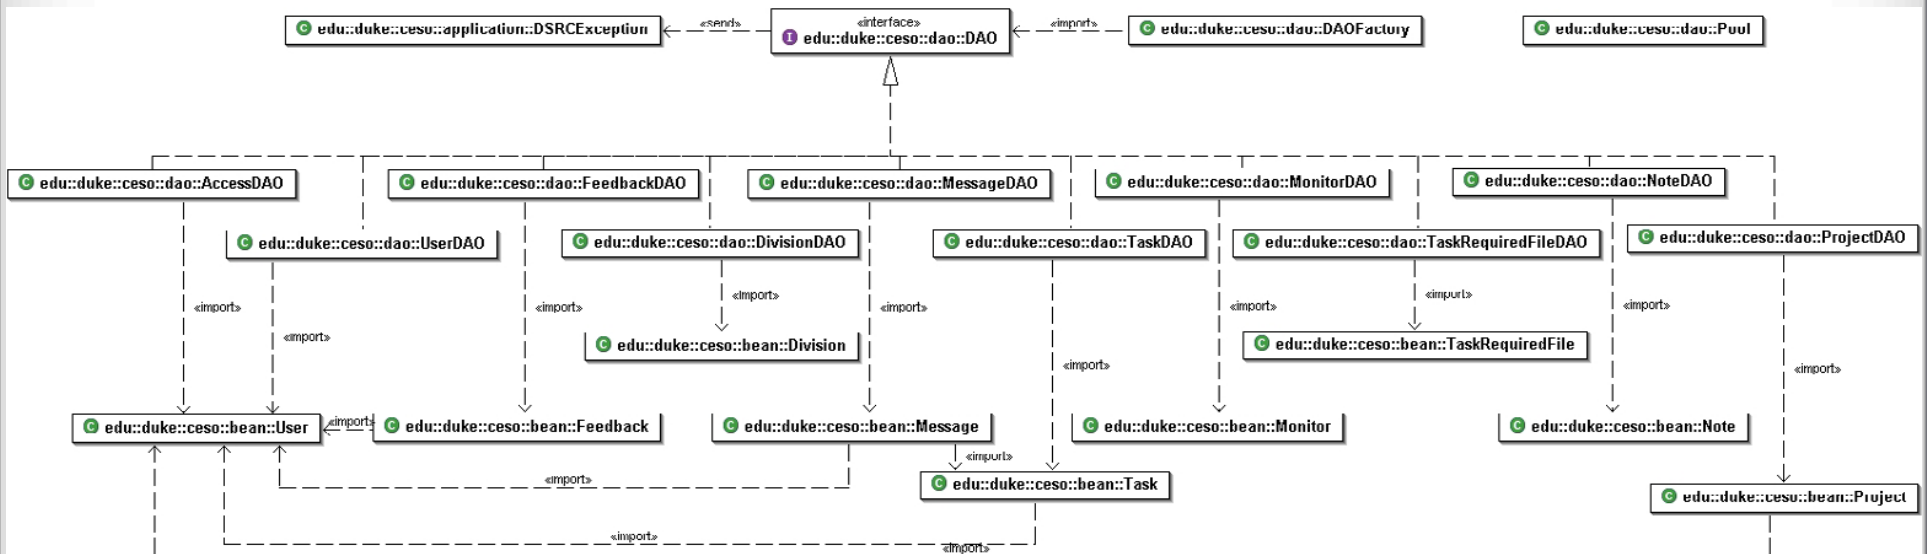 edu::duke::ceso::application::DSRCException
«send»
«interface»
edu::duke::ceso::dao::DAO
«import»
edu::duke::ceso::dao::DAOFactory
edu::duke::ceso::dao::Pool
edu::duke::ceso::dao::AccessDAO
edu::duke::ceso::dao::FeedbackDAO
edu::duke::ceso::dao::MessageDAO
edu::duke::ceso::dao::MonitorDAO
edu::duke::ceso::dao::NoteDAO
edu::duke::ceso::dao::UserDAO
edu::duke::ceso::dao::DivisionDAO
edu::duke::ceso::dao::TaskDAO
edu::duke::ceso::dao::TaskRequiredFileDAO
edu::duke::ceso::dao::ProjectDAO
«import»
«import»
«import»
«import»
«import»
«import»
«import»
«import»
edu::duke::ceso::bean::Division
edu::duke::ceso::bean::TaskRequiredFile
«import»
«import»
edu::duke::ceso::bean::User
«import»
edu::duke::ceso::bean::Feedback
edu::duke::ceso::bean::Message
edu::duke::ceso::bean::Monitor
edu::duke::ceso::bean::Note
«import»
«import»
edu::duke::ceso::bean::Task
edu::duke::ceso::bean::Project
«import»
«import»